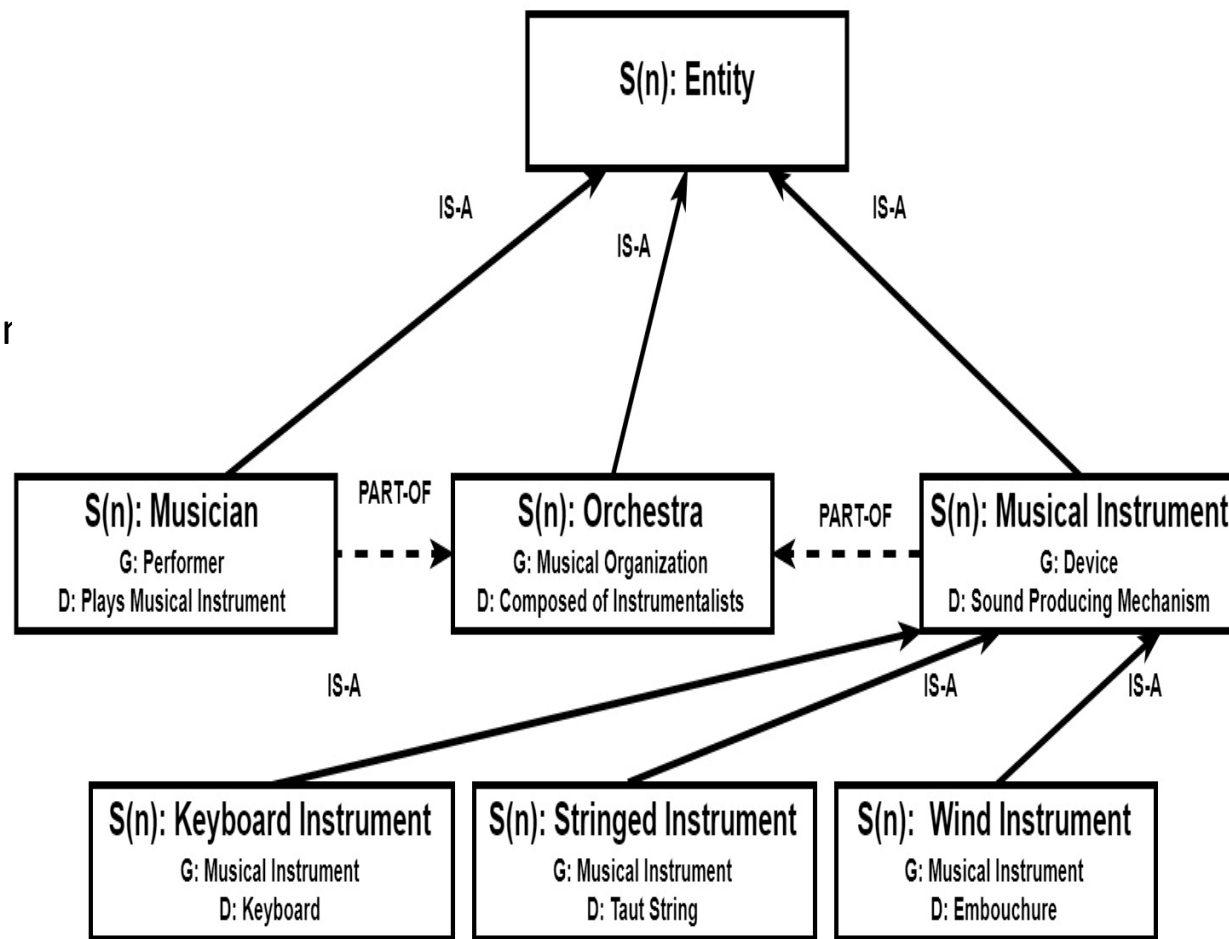 S(n): Entity
IS-A
IS-A
IS-A
r
S(n): Musician
G: Performer
D: Plays Musical Instrument
PART-OF
S(n): Orchestra
G: Musical Organization
D: Composed of Instrumentalists
PART-OF
S(n): Musical Instrument
G: Device
D: Sound Producing Mechanism
IS-A
IS-A
IS-A
S(n): Keyboard Instrument
G: Musical Instrument
D: Keyboard
S(n): Stringed Instrument
G: Musical Instrument
D: Taut String
S(n): Wind Instrument
G: Musical Instrument
D: Embouchure